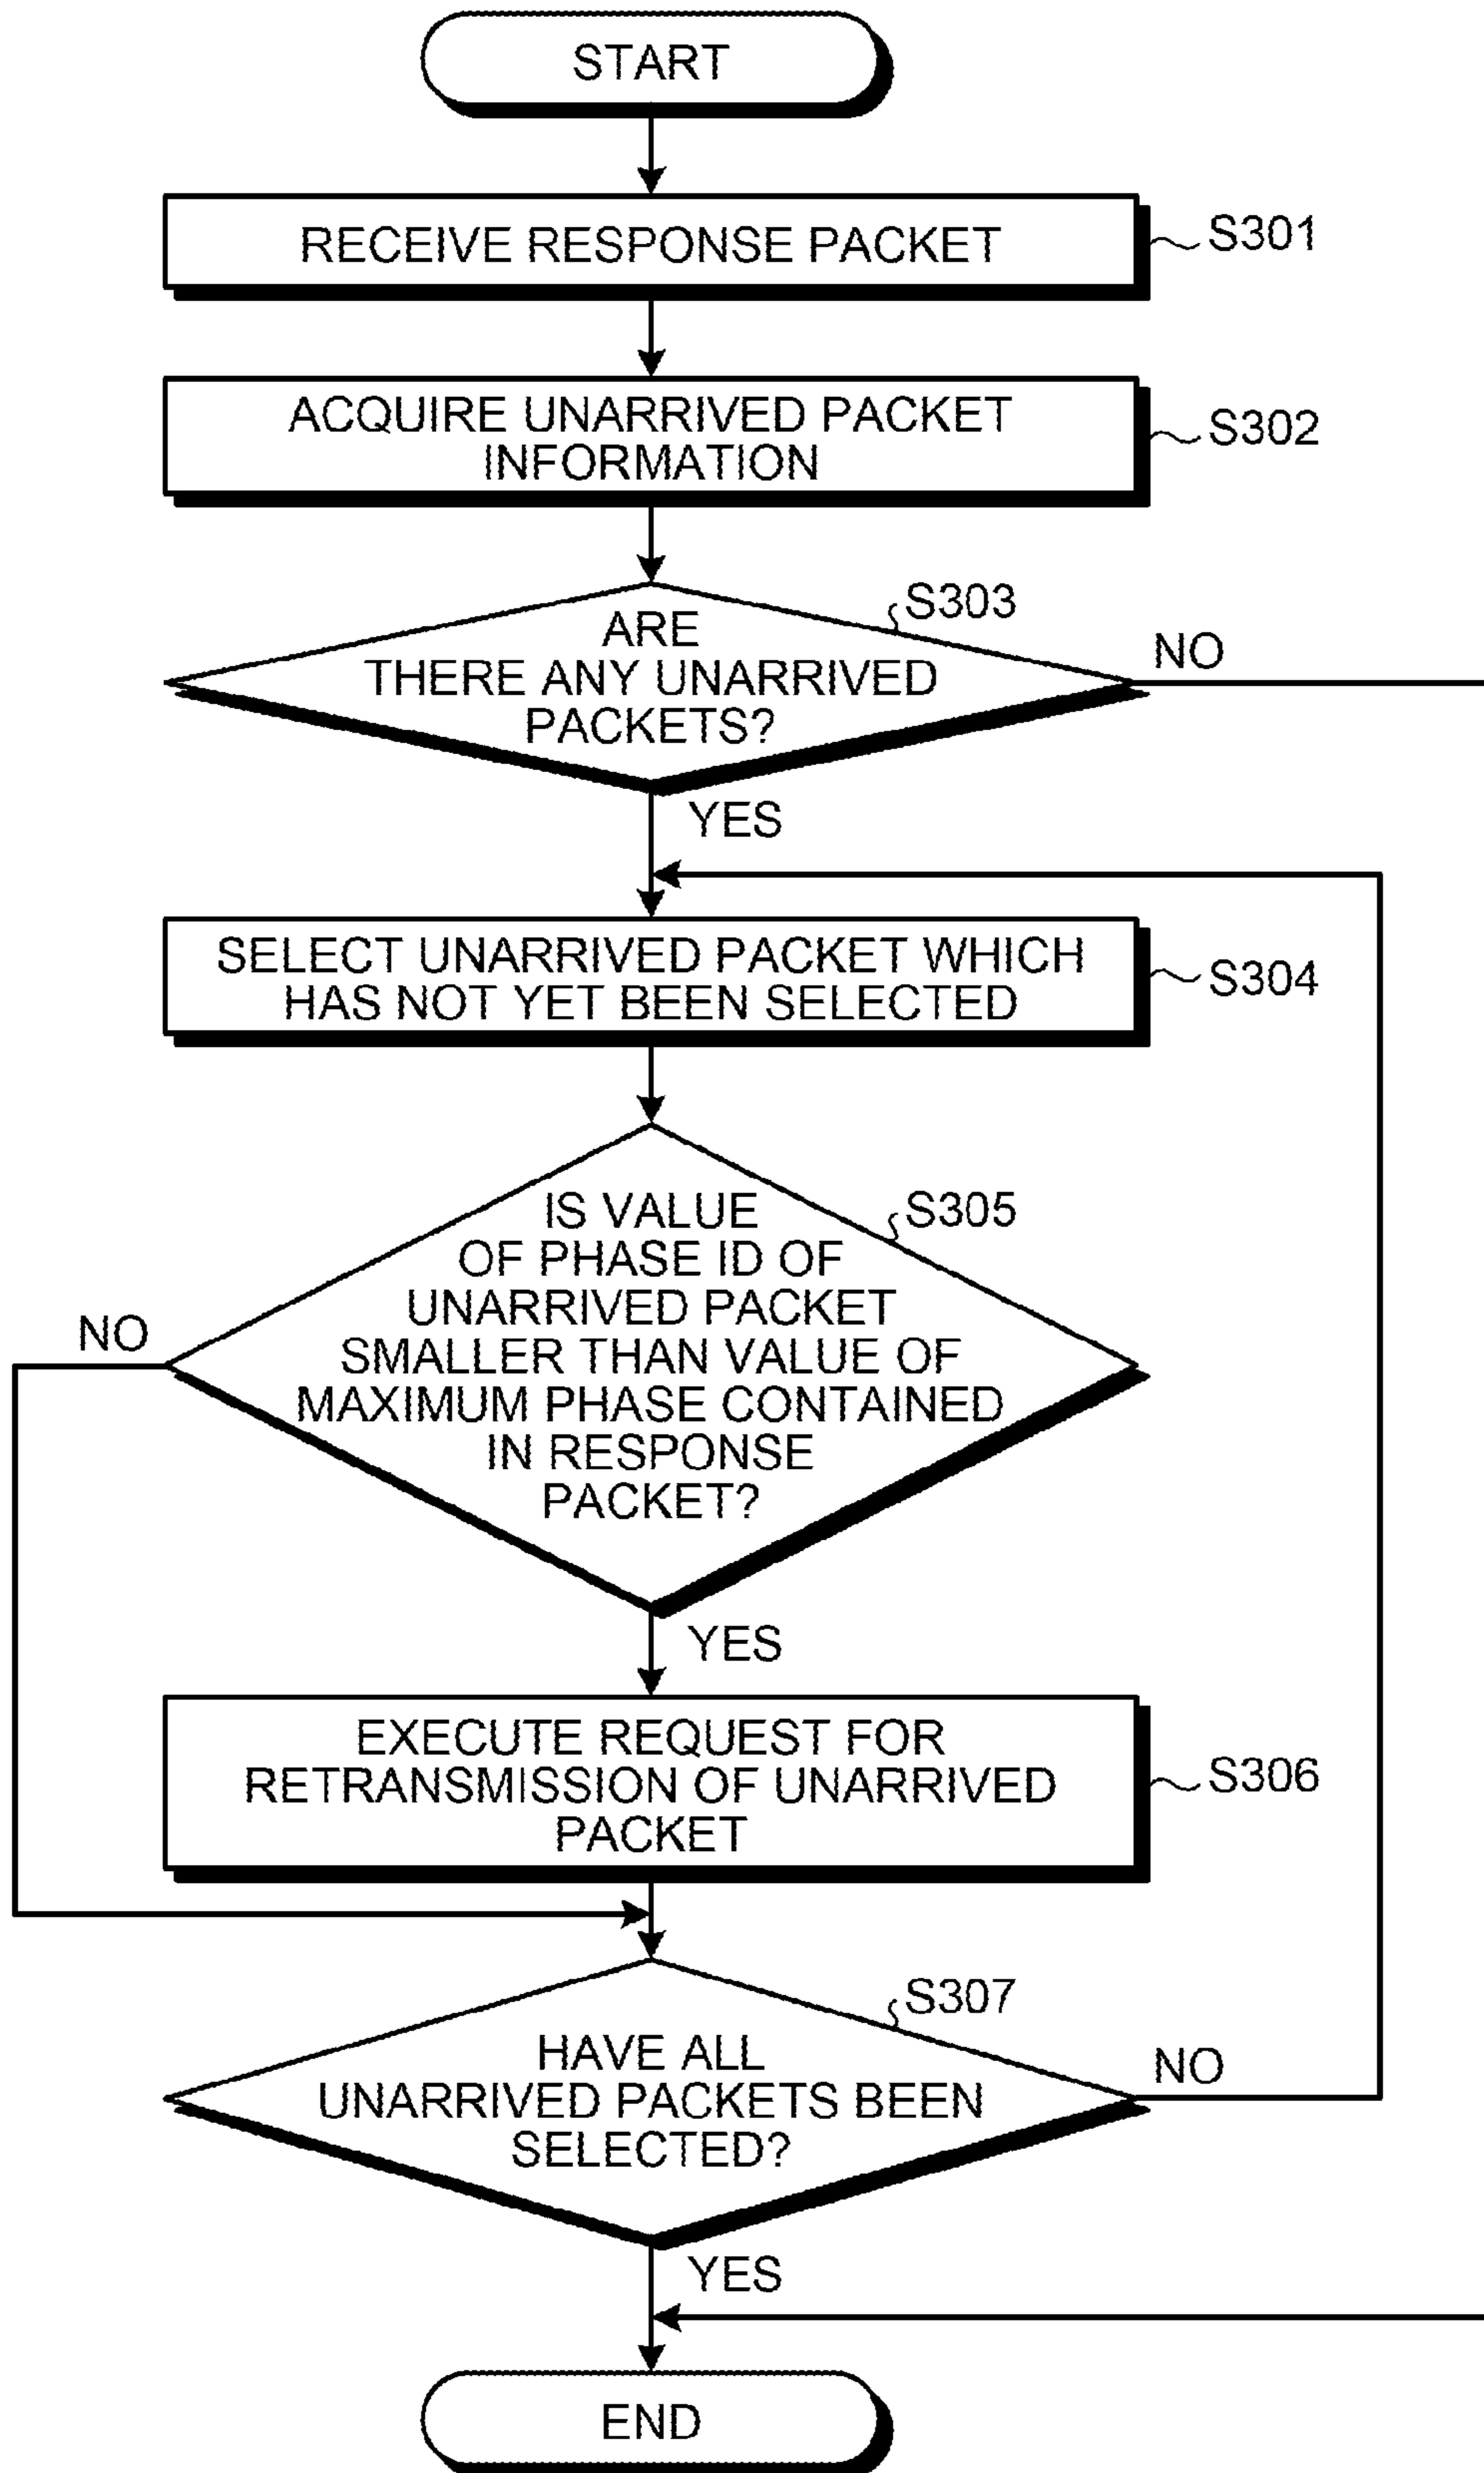 START
RECEIVE RESPONSE PACKET
S301
ACQUIRE UNARRIVED PACKET
INFORMATION
S302
S303
ARE
THERE ANY UNARRIVED
PACKETS?
NO
YES
SELECT UNARRIVED PACKET WHICH
HAS NOT YET BEEN SELECTED
S304
S305
IS VALUE
OF PHASE ID OF
UNARRIVED PACKET
SMALLER THAN VALUE OF
MAXIMUM PHASE CONTAINED
IN RESPONSE
PACKET?
NO
YES
EXECUTE REQUEST FOR
RETRANSMISSION OF UNARRIVED
PACKET
S306
S307
HAVE ALL
UNARRIVED PACKETS BEEN
SELECTED?
NO
YES
END